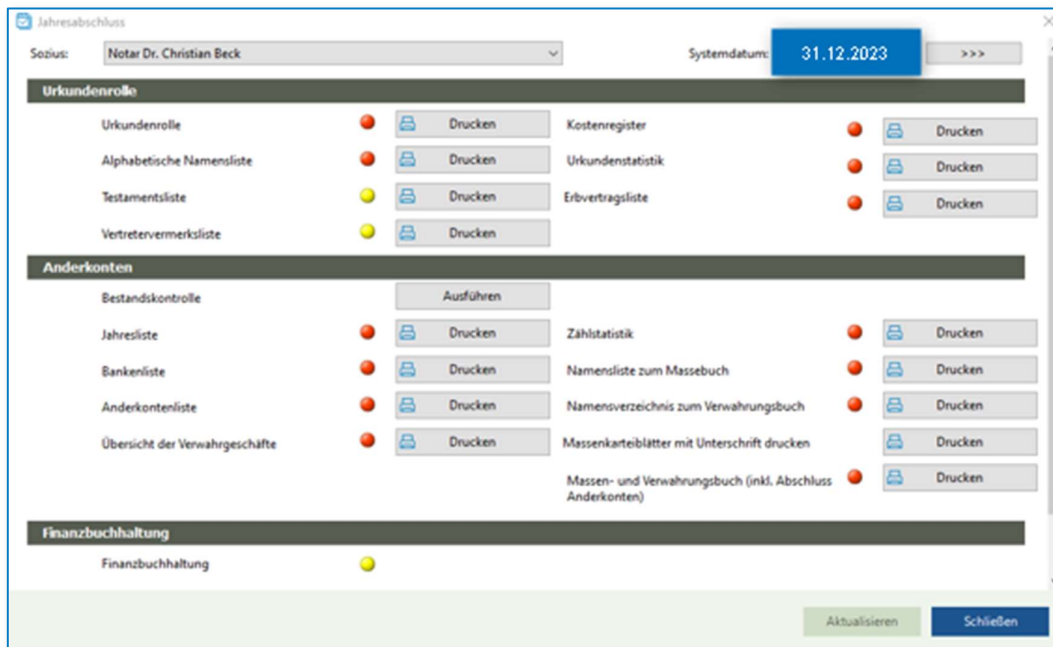 Jahresabschluss
Sozius: Notar Dr. Christian Beck Systemdatum: 31.12.2023 >>>
Urkundenrolle
Urkundenrolle Drucken Kostenregister Drucken
Alphabetische Namensliste Drucken Urkundenstatistik Drucken
Testamentsliste Drucken Erbvertragsliste Drucken
Vertretervermerksliste Drucken
Anderkonten
Bestandskontrolle Ausführen
Jahresliste Drucken Zählstatistik Drucken
Bankenliste Drucken Namensliste zum Massebuch Drucken
Anderkontenliste Drucken Namensverzeichnis zum Verwahrungsbuch Drucken
Übersicht der Verwahrgeschäfte Drucken Massenkarteiblätter mit Unterschrift drucken Drucken
Massen- und Verwahrungsbuch (inkl. Abschluss Drucken
Anderkonten)
Finanzbuchhaltung
Finanzbuchhaltung
Aktualisieren Schließen